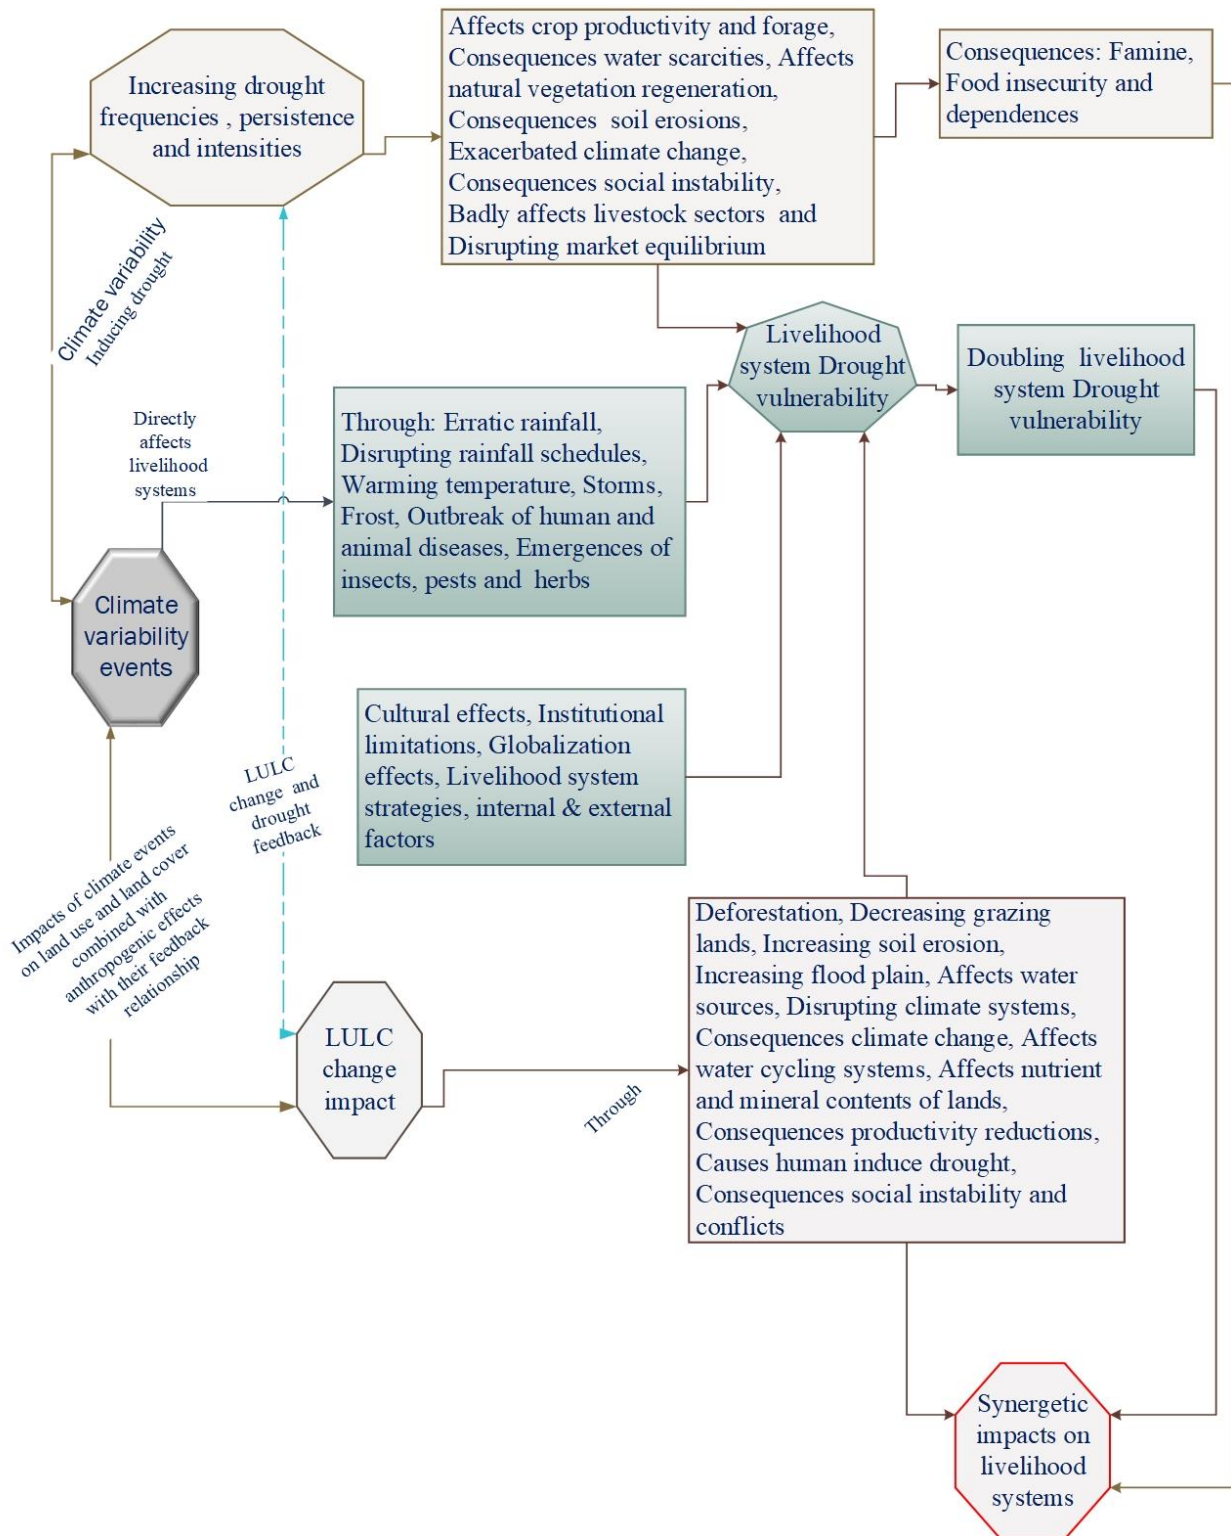 Increasing drought
frequencies , persistence
and intensities
Affects crop productivity and forage,
Consequences water scarcities, Affects
natural vegetation regeneration,
Consequences soil erosions,
Exacerbated climate change,
Consequences social instability,
Badly affects livestock sectors and
Disrupting market equilibrium
Consequences: Famine,
Food insecurity and
dependences
Climate variability
Inducing drought
Livelihood
system Drought
vulnerability
Doubling livelihood
system Drought
vulnerability
Directly
affects
livelihood
systems
Through: Erratic rainfall,
Disrupting rainfall schedules,
Warming temperature, Storms,
Frost, Outbreak of human and
animal diseases, Emergences of
insects, pests and herbs
Climate
variability
events
Cultural effects, Institutional
limitations, Globalization
effects, Livelihood system
strategies, internal & external
factors
LULC
change and
drought
feedback
Impacts of climate events
on land use and land cover
combined with
anthropogenic effects
with their feedback
relationship
LULC
change
impact
Through
Deforestation, Decreasing grazing
lands, Increasing soil erosion,
Increasing flood plain, Affects water
sources, Disrupting climate systems,
Consequences climate change, Affects
water cycling systems, Affects nutrient
and mineral contents of lands,
Consequences productivity reductions,
Causes human induce drought,
Consequences social instability and
conflicts
Synergetic
impacts on
livelihood
systems